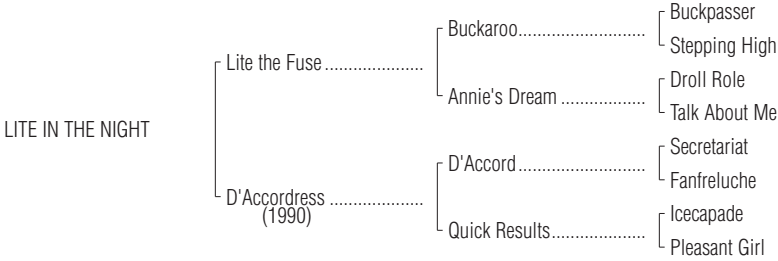 Buckpasser
Buckaroo..............................
Stepping High
Lite the Fuse .......................
Droll Role
Annie's Dream ....................
Talk About Me
LITE IN THE NIGHT
Secretariat
D'Accord..............................
Fanfreluche
D'Accordress ......................
(1990)
Icecapade
Quick Results......................
Pleasant Girl